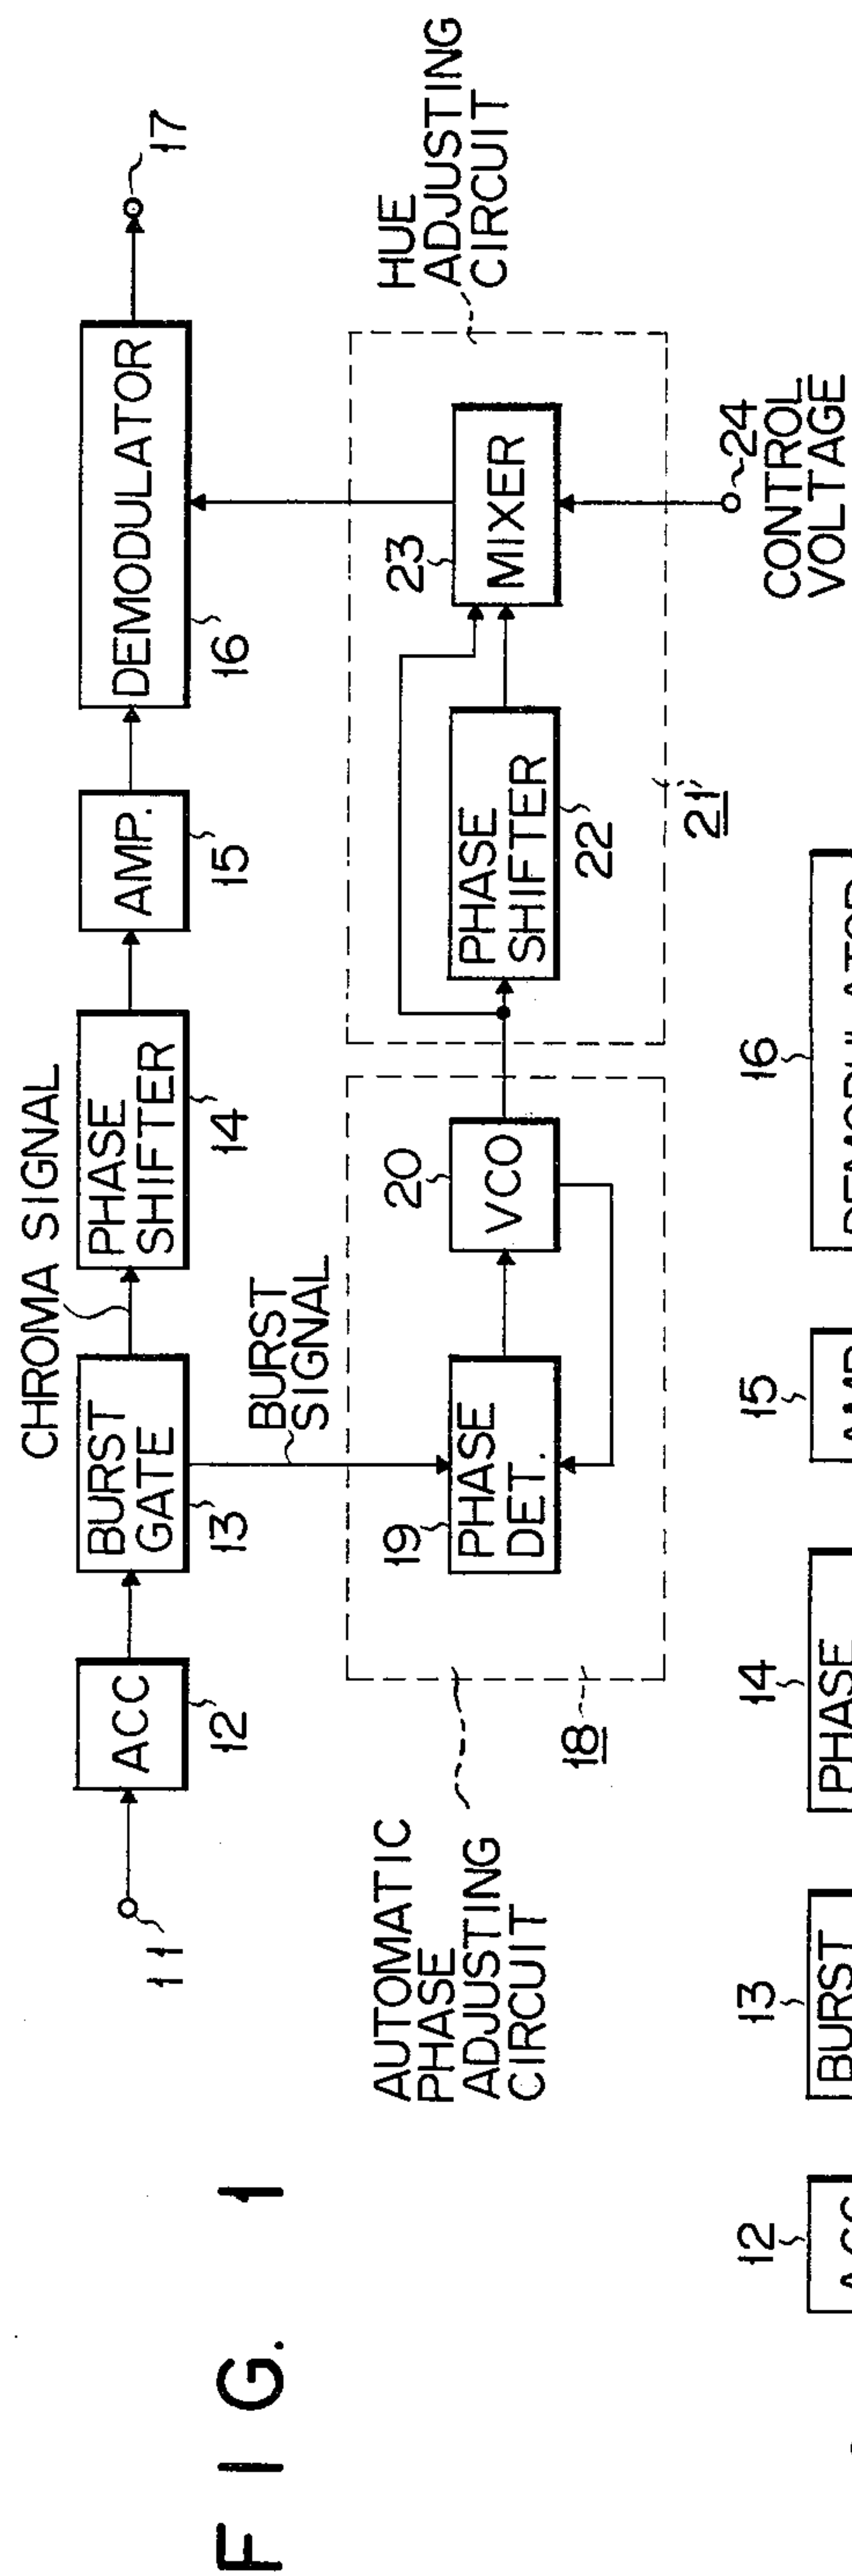 FIG. 1
11
ACC
12
BURST
GATE
13
CHROMA SIGNAL
PHASE
SHIFTER
14
AMP.
15
DEMODULATOR
16
17
BURST
SIGNAL
AUTOMATIC
PHASE
ADJUSTING
CIRCUIT
18
19
PHASE
DET.
20
VCO
HUE
ADJUSTING
CIRCUIT
21
PHASE
SHIFTER
22
23
MIXER
24
CONTROL
VOLTAGE
12
13
BURST
14
PHASE
15
16